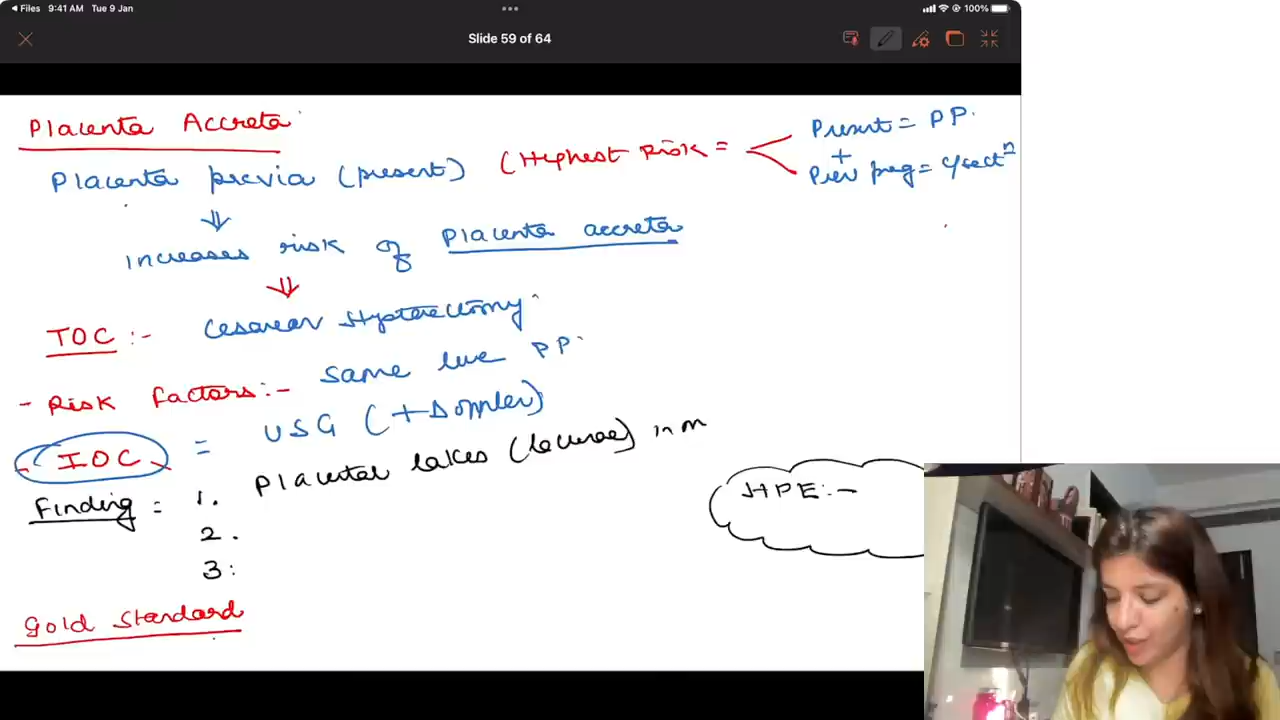 Files 9:41 AM Tue 9 Jan
100%
Slide 59 of 64
Placenta Accreta
Placenta previa (present) (Highest Risk =
Present = PP.
+
Prev preg = c/sectⁿ
increases risk of Placenta accreta
TOC :- Cesarean Hysterectomy.
- Risk Factors:- Same like PP.
IOC = USG (+Doppler)
Finding = 1. Placental lakes (lacunae) in m
2.
3:
HPE:-
Gold Standard